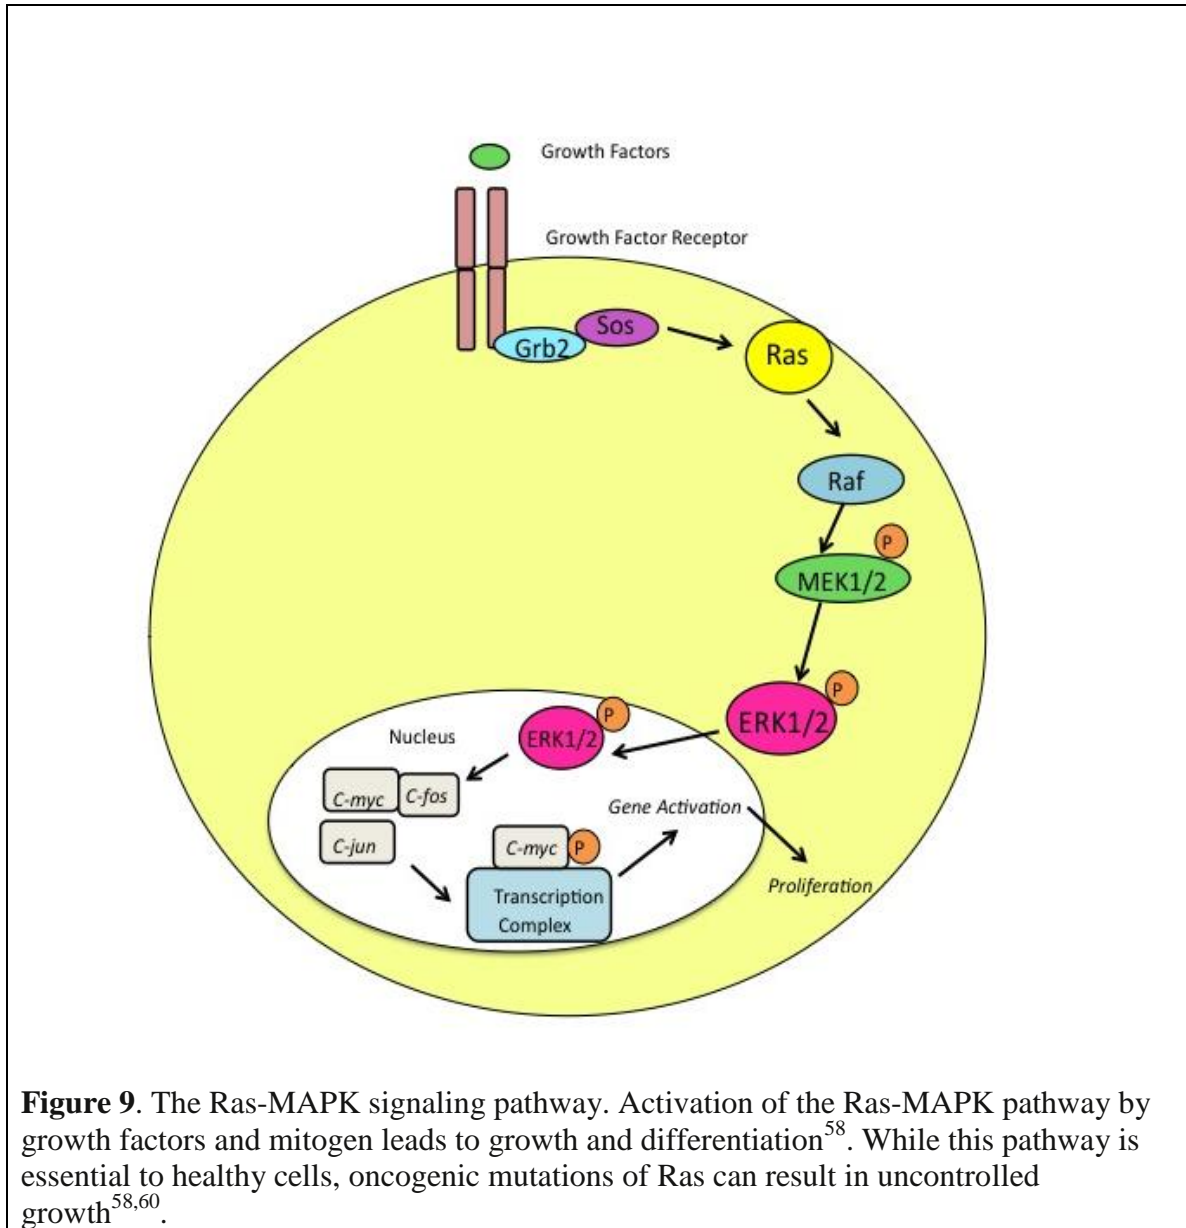 Growth Factors
Growth Factor Receptor
Grb2
Sos
Ras
Raf
P
MEK1/2
P
ERK1/2
P
ERK1/2
Nucleus
C-myc
C-fos
C-jun
C-myc
P
Transcription
Complex
Gene Activation
Proliferation
Figure 9. The Ras-MAPK signaling pathway. Activation of the Ras-MAPK pathway by
growth factors and mitogen leads to growth and differentiation58. While this pathway is
essential to healthy cells, oncogenic mutations of Ras can result in uncontrolled
growth58,60.